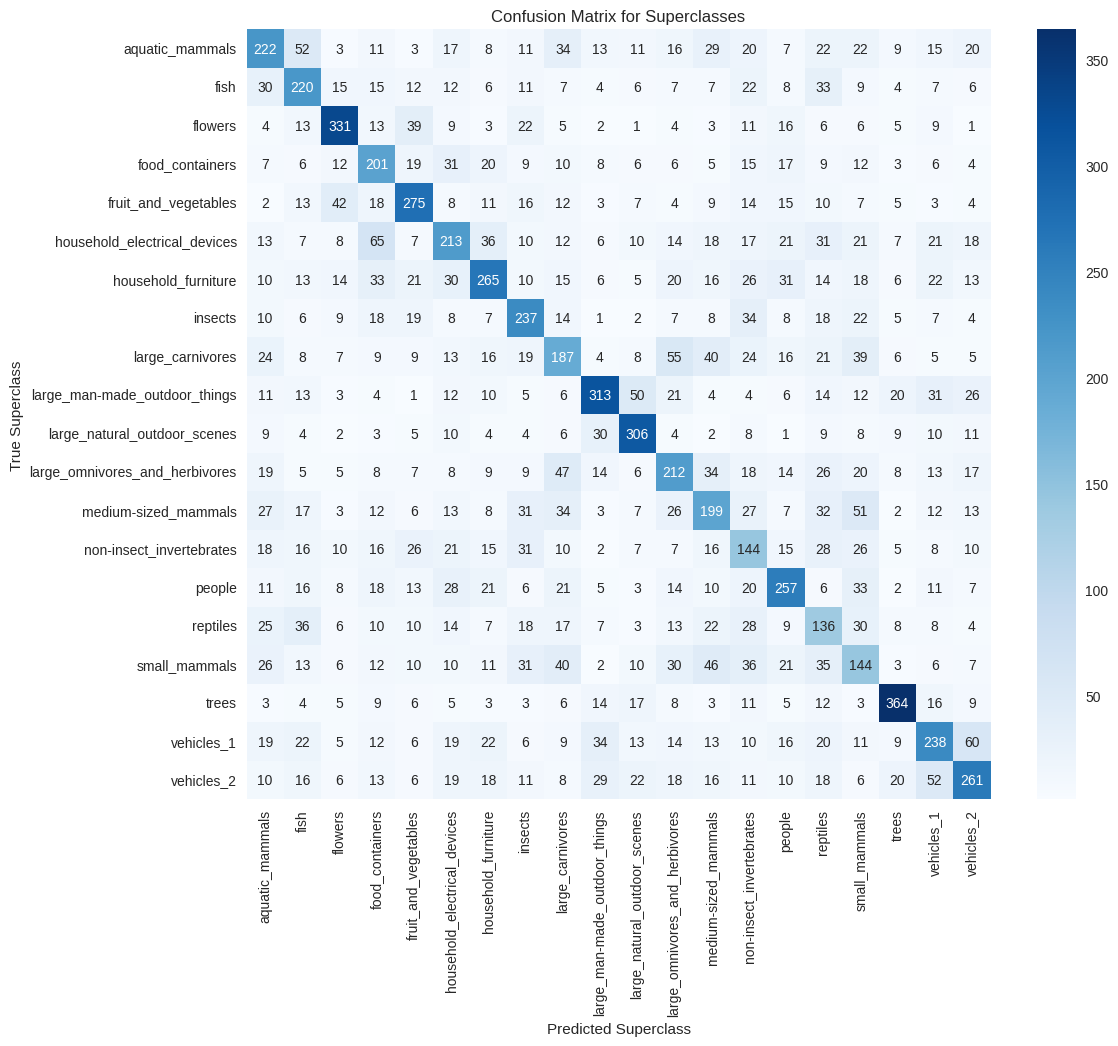 Confusion Matrix for Superclasses
True Superclass
aquatic_mammals 222 52 3 11 3 17 8 11 34 13 11 16 29 20 7 22 22 9 15 20
fish 30 220 15 15 12 12 6 11 7 4 6 7 7 22 8 33 9 4 7 6
flowers 4 13 331 13 39 9 3 22 5 2 1 4 3 11 16 6 6 5 9 1
food_containers 7 6 12 201 19 31 20 9 10 8 6 6 5 15 17 9 12 3 6 4
fruit_and_vegetables 2 13 42 18 275 8 11 16 12 3 7 4 9 14 15 10 7 5 3 4
household_electrical_devices 13 7 8 65 7 213 36 10 12 6 10 14 18 17 21 31 21 7 21 18
household_furniture 10 13 14 33 21 30 265 10 15 6 5 20 16 26 31 14 18 6 22 13
insects 10 6 9 18 19 8 7 237 14 1 2 7 8 34 8 18 22 5 7 4
large_carnivores 24 8 7 9 9 13 16 19 187 4 8 55 40 24 16 21 39 6 5 5
large_man-made_outdoor_things 11 13 3 4 1 12 10 5 6 313 50 21 4 4 6 14 12 20 31 26
large_natural_outdoor_scenes 9 4 2 3 5 10 4 4 6 30 306 4 2 8 1 9 8 9 10 11
large_omnivores_and_herbivores 19 5 5 8 7 8 9 9 47 14 6 212 34 18 14 26 20 8 13 17
medium-sized_mammals 27 17 3 12 6 13 8 31 34 3 7 26 199 27 7 32 51 2 12 13
non-insect_invertebrates 18 16 10 16 26 21 15 31 10 2 7 7 16 144 15 28 26 5 8 10
people 11 16 8 18 13 28 21 6 21 5 3 14 10 20 257 6 33 2 11 7
reptiles 25 36 6 10 10 14 7 18 17 7 3 13 22 28 9 136 30 8 8 4
small_mammals 26 13 6 12 10 10 11 31 40 2 10 30 46 36 21 35 144 3 6 7
trees 3 4 5 9 6 5 3 3 6 14 17 8 3 11 5 12 3 364 16 9
vehicles_1 19 22 5 12 6 19 22 6 9 34 13 14 13 10 16 20 11 9 238 60
vehicles_2 10 16 6 13 6 19 18 11 8 29 22 18 16 11 10 18 6 20 52 261
aquatic_mammals
fish
flowers
food_containers
fruit_and_vegetables
household_electrical_devices
household_furniture
insects
large_carnivores
large_man-made_outdoor_things
large_natural_outdoor_scenes
large_omnivores_and_herbivores
medium-sized_mammals
non-insect_invertebrates
people
reptiles
small_mammals
trees
vehicles_1
vehicles_2
Predicted Superclass
350
300
250
200
150
100
50